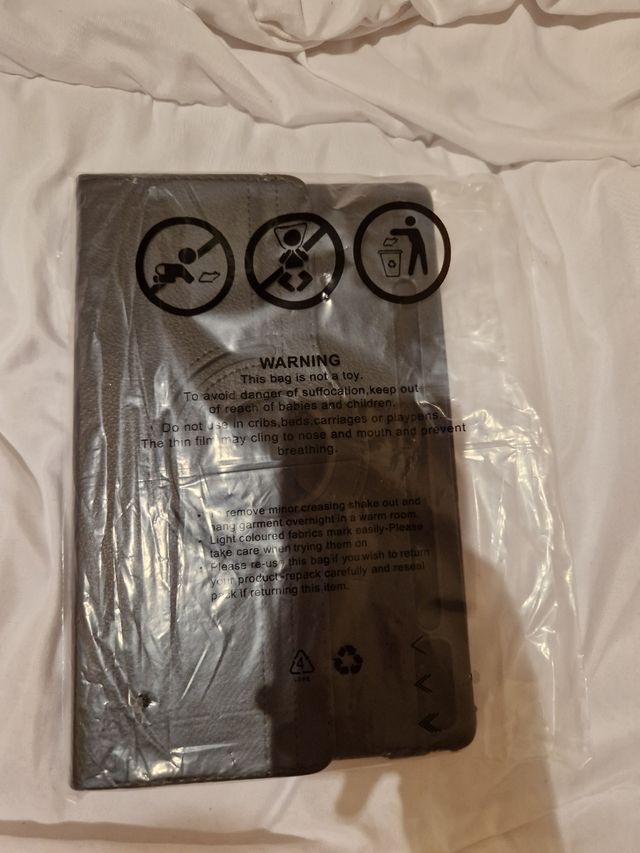 WARNING
This bag is not a toy.
To avoid danger of suffocation,keep out
of reach of babies and children.
Do not use in cribs,beds,carriages or playpens.
The thin film may cling to nose and mouth and prevent
breathing.
remove minor creasing shake out and
hang garment overnight in a warm room.
Light coloured fabrics mark easily-Please
take care when trying them on
Please re-use this bag if you wish to return
your product-repack carefully and reseal
pack if returning this item.
4